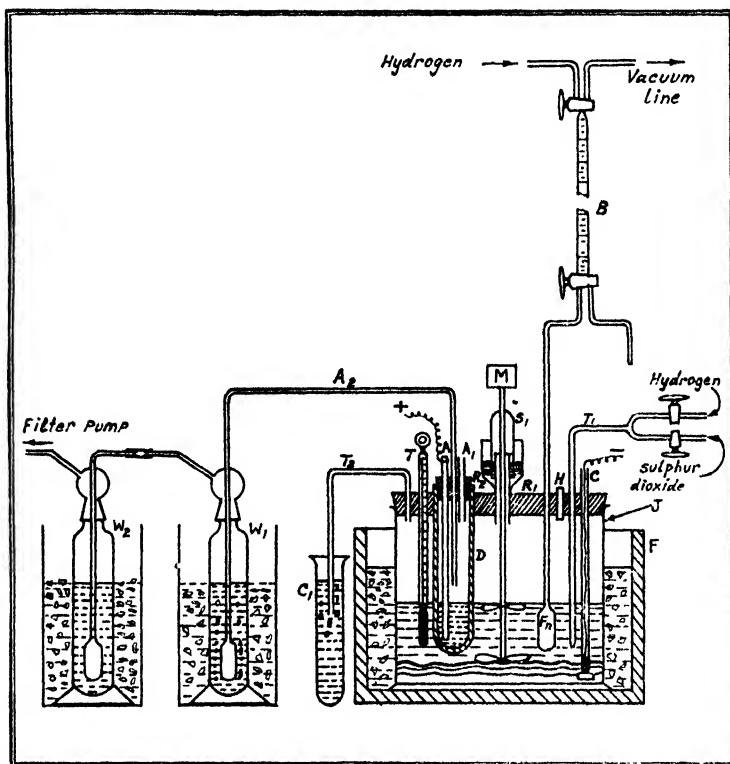 Hydrogen
Vacuum
line
B
M
A2
S1
Hydrogen
T1
Filter Pump
+
T
A
A1
T2
R2
R1
H
C
–
sulphur
dioxide
J
F
W2
W1
D
C1
Fn